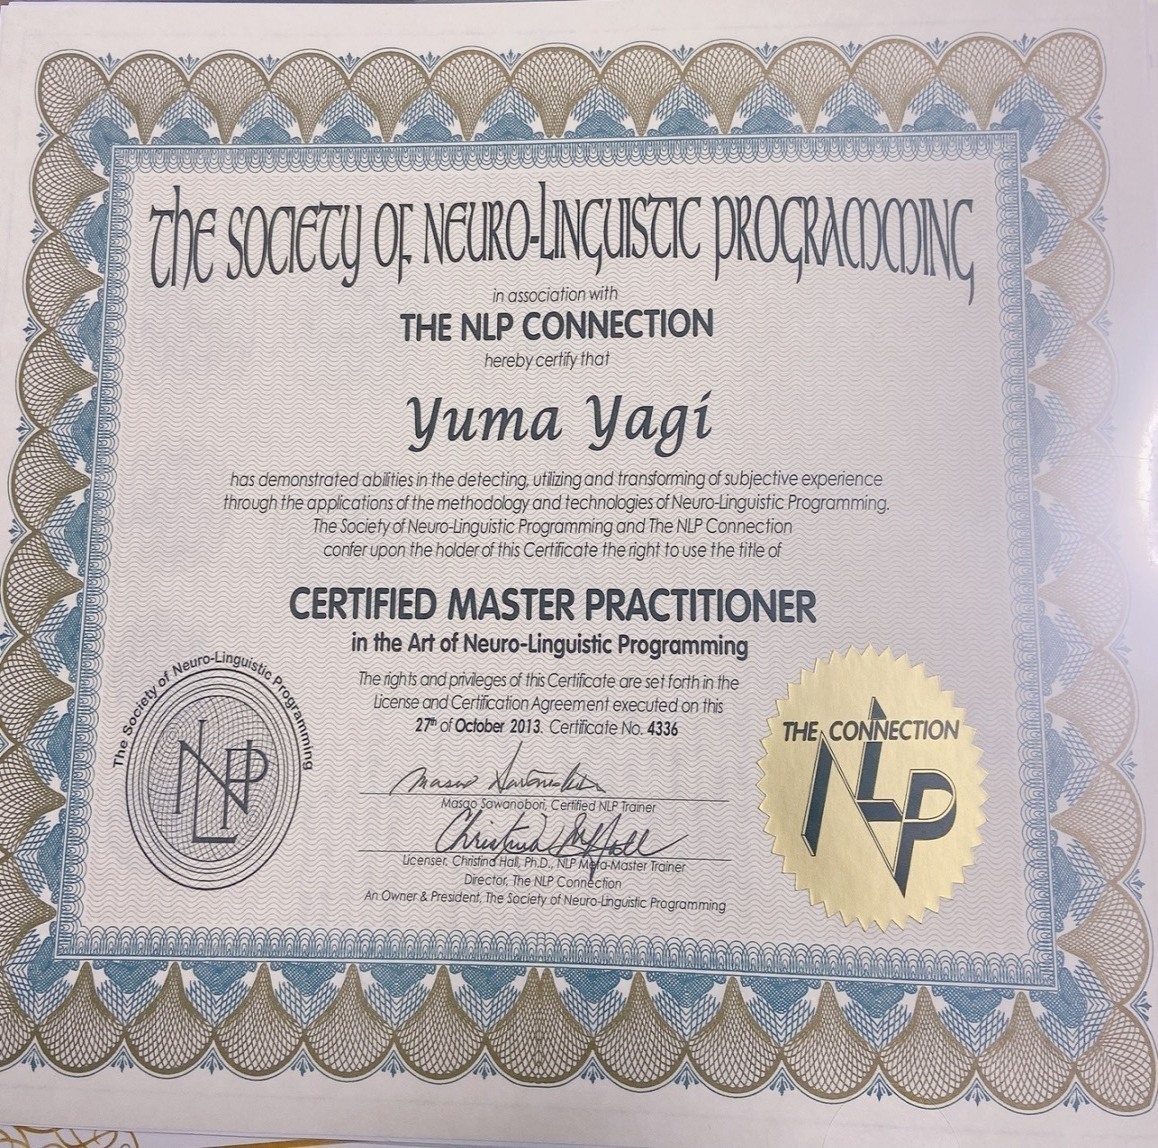 The Society of Neuro-Linguistic Programming
in association with
THE NLP CONNECTION
hereby certify that
Yuma Yagi
has demonstrated abilities in the detecting, utilizing and transforming of subjective experience
through the applications of the methodology and technologies of Neuro-Linguistic Programming.
The Society of Neuro-Linguistic Programming and The NLP Connection
confer upon the holder of this Certificate the right to use the title of
CERTIFIED MASTER PRACTITIONER
in the Art of Neuro-Linguistic Programming
The rights and privileges of this Certificate are set forth in the
License and Certification Agreement executed on this
27th of October 2013. Certificate No. 4336
Masao Sawanobori, Certified NLP Trainer
Christina Hall
Licenser, Christina Hall, Ph.D., NLP Meta-Master Trainer
Director, The NLP Connection
An Owner & President, The Society of Neuro-Linguistic Programming
The Society of Neuro-Linguistic Programming
NLP
THE CONNECTION
NLP